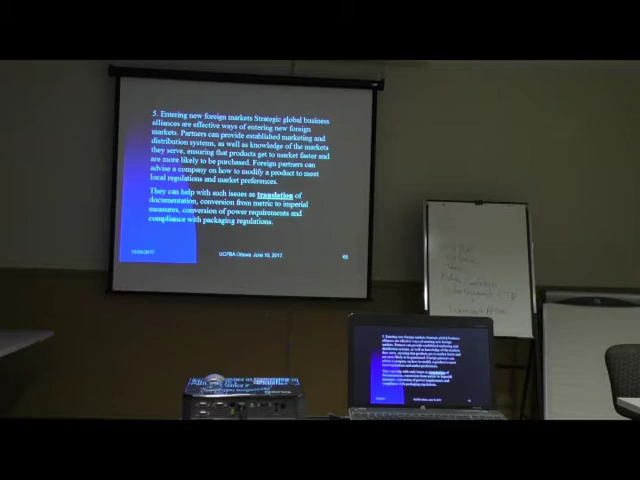 5. Entering new foreign markets Strategic global business
alliances are effective ways of entering new foreign
markets. Partners can provide established marketing and
distribution systems, as well as knowledge of the markets
they serve, ensuring that products get to market faster and
are more likely to be purchased. Foreign partners can
advise a company on how to modify a product to meet
local regulations and market preferences.
They can help with such issues as translation of
documentation, conversion from metric to imperial
measures, conversion of power requirements and
compliance with packaging regulations.
UCPBA Ottawa June 10, 2017
65